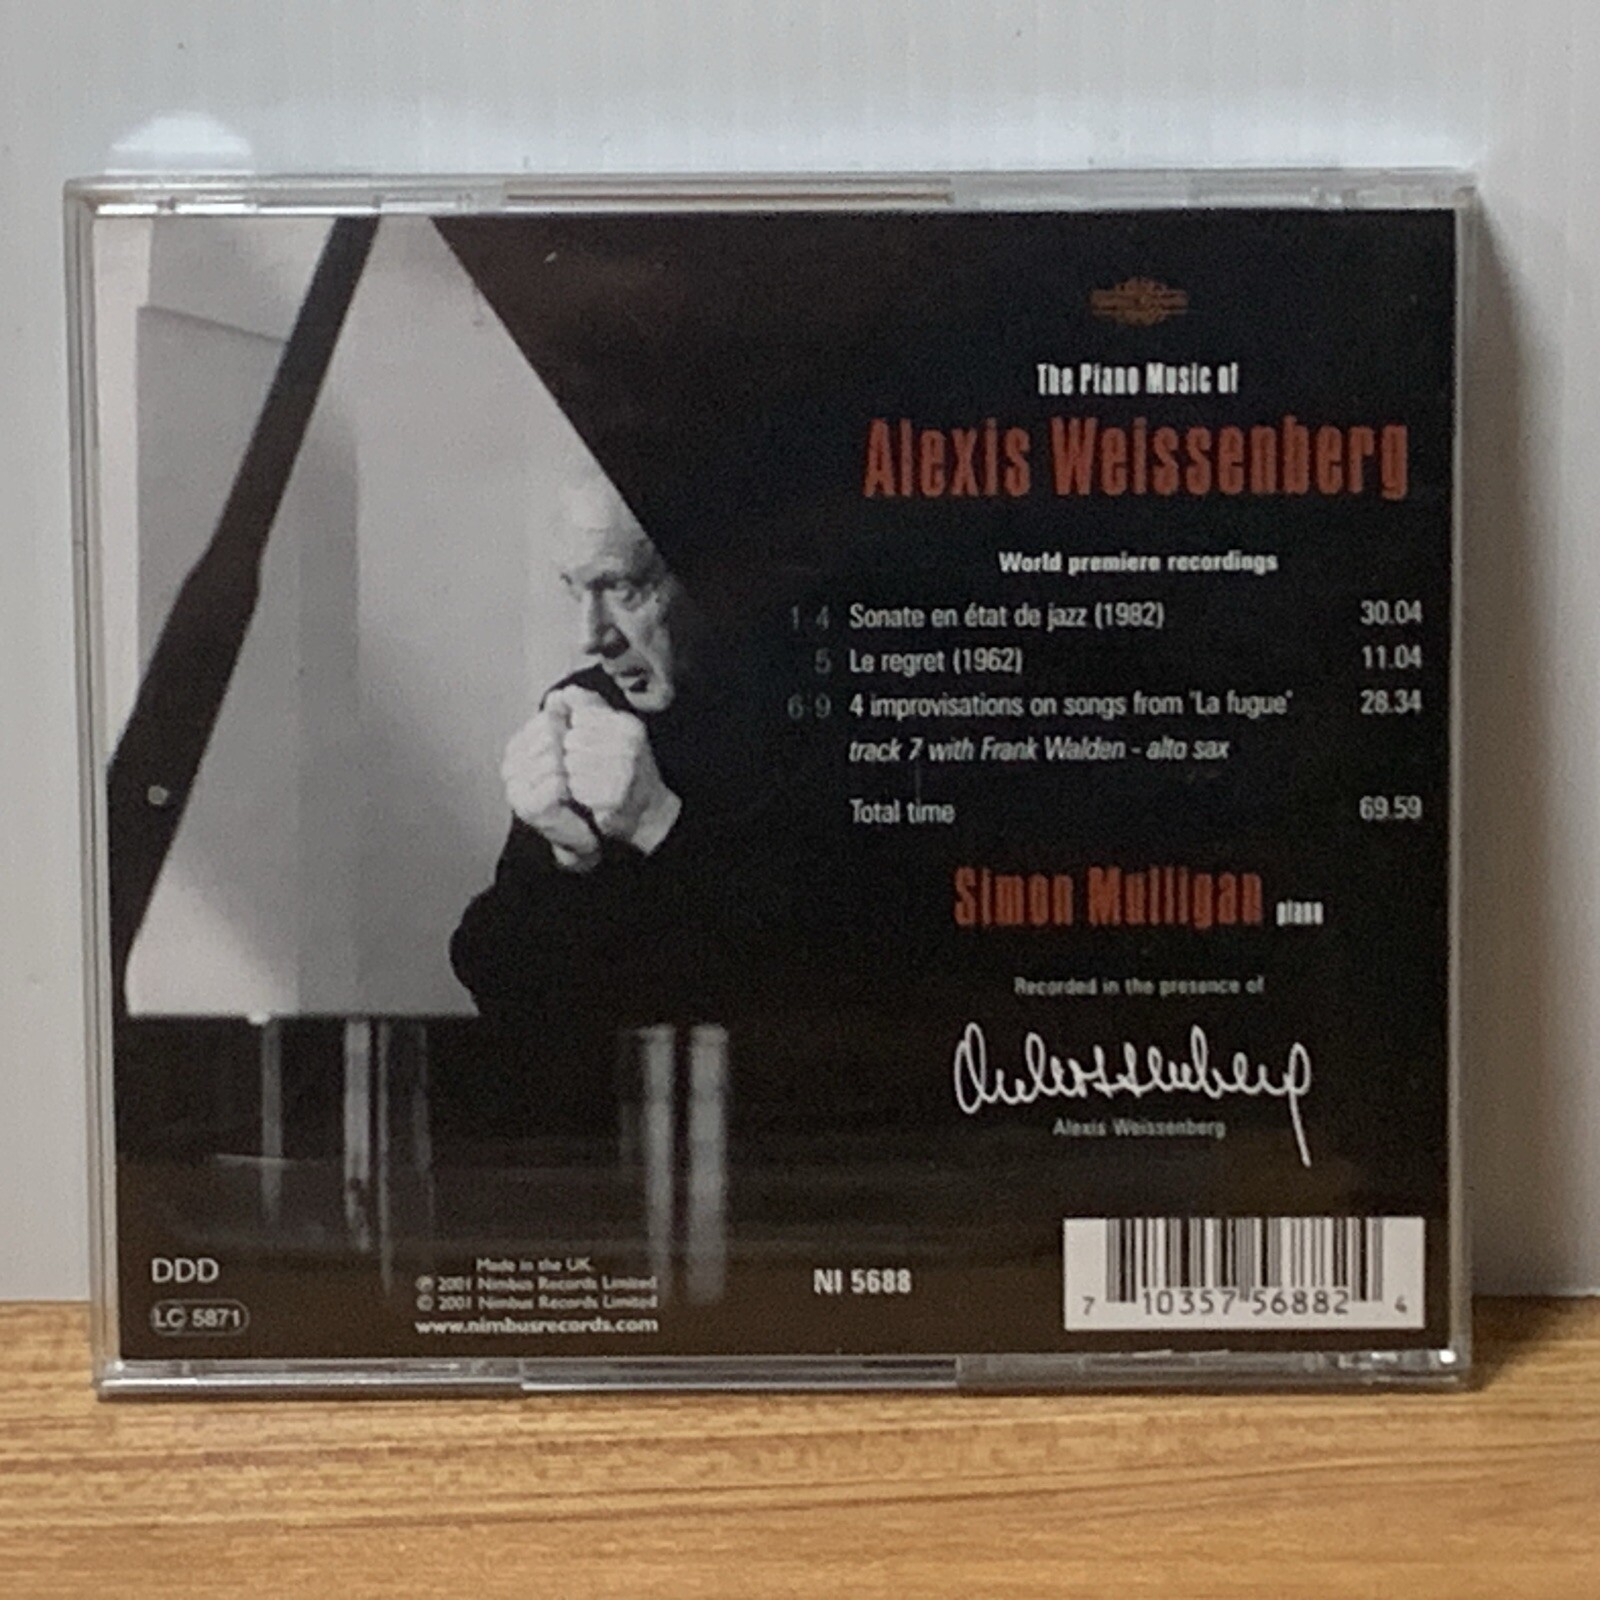 The Piano Music of
Alexis Weissenberg
World premiere recordings
1 4 Sonate en état de jazz (1982) 30.04
5 Le regret (1962) 11.04
6 9 4 improvisations on songs from 'La fugue' 28.34
track 7 with Frank Walden - alto sax
Total time 69.59
Simon Mulligan piano
Recorded in the presence of
AWeissenberg
Alexis Weissenberg
DDD
LC 5871
Made in the UK.
℗ 2001 Nimbus Records Limited
© 2001 Nimbus Records Limited
www.nimbusrecords.com
NI 5688
7 10357 56882 4